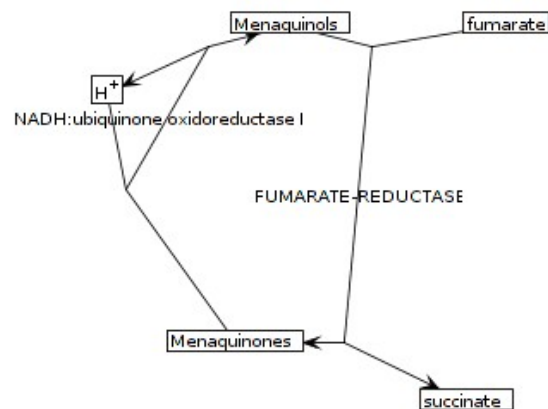 Menaquinols
fumarate
H+
NADH:ubiquinone oxidoreductase I
FUMARATE-REDUCTASE
Menaquinones
succinate